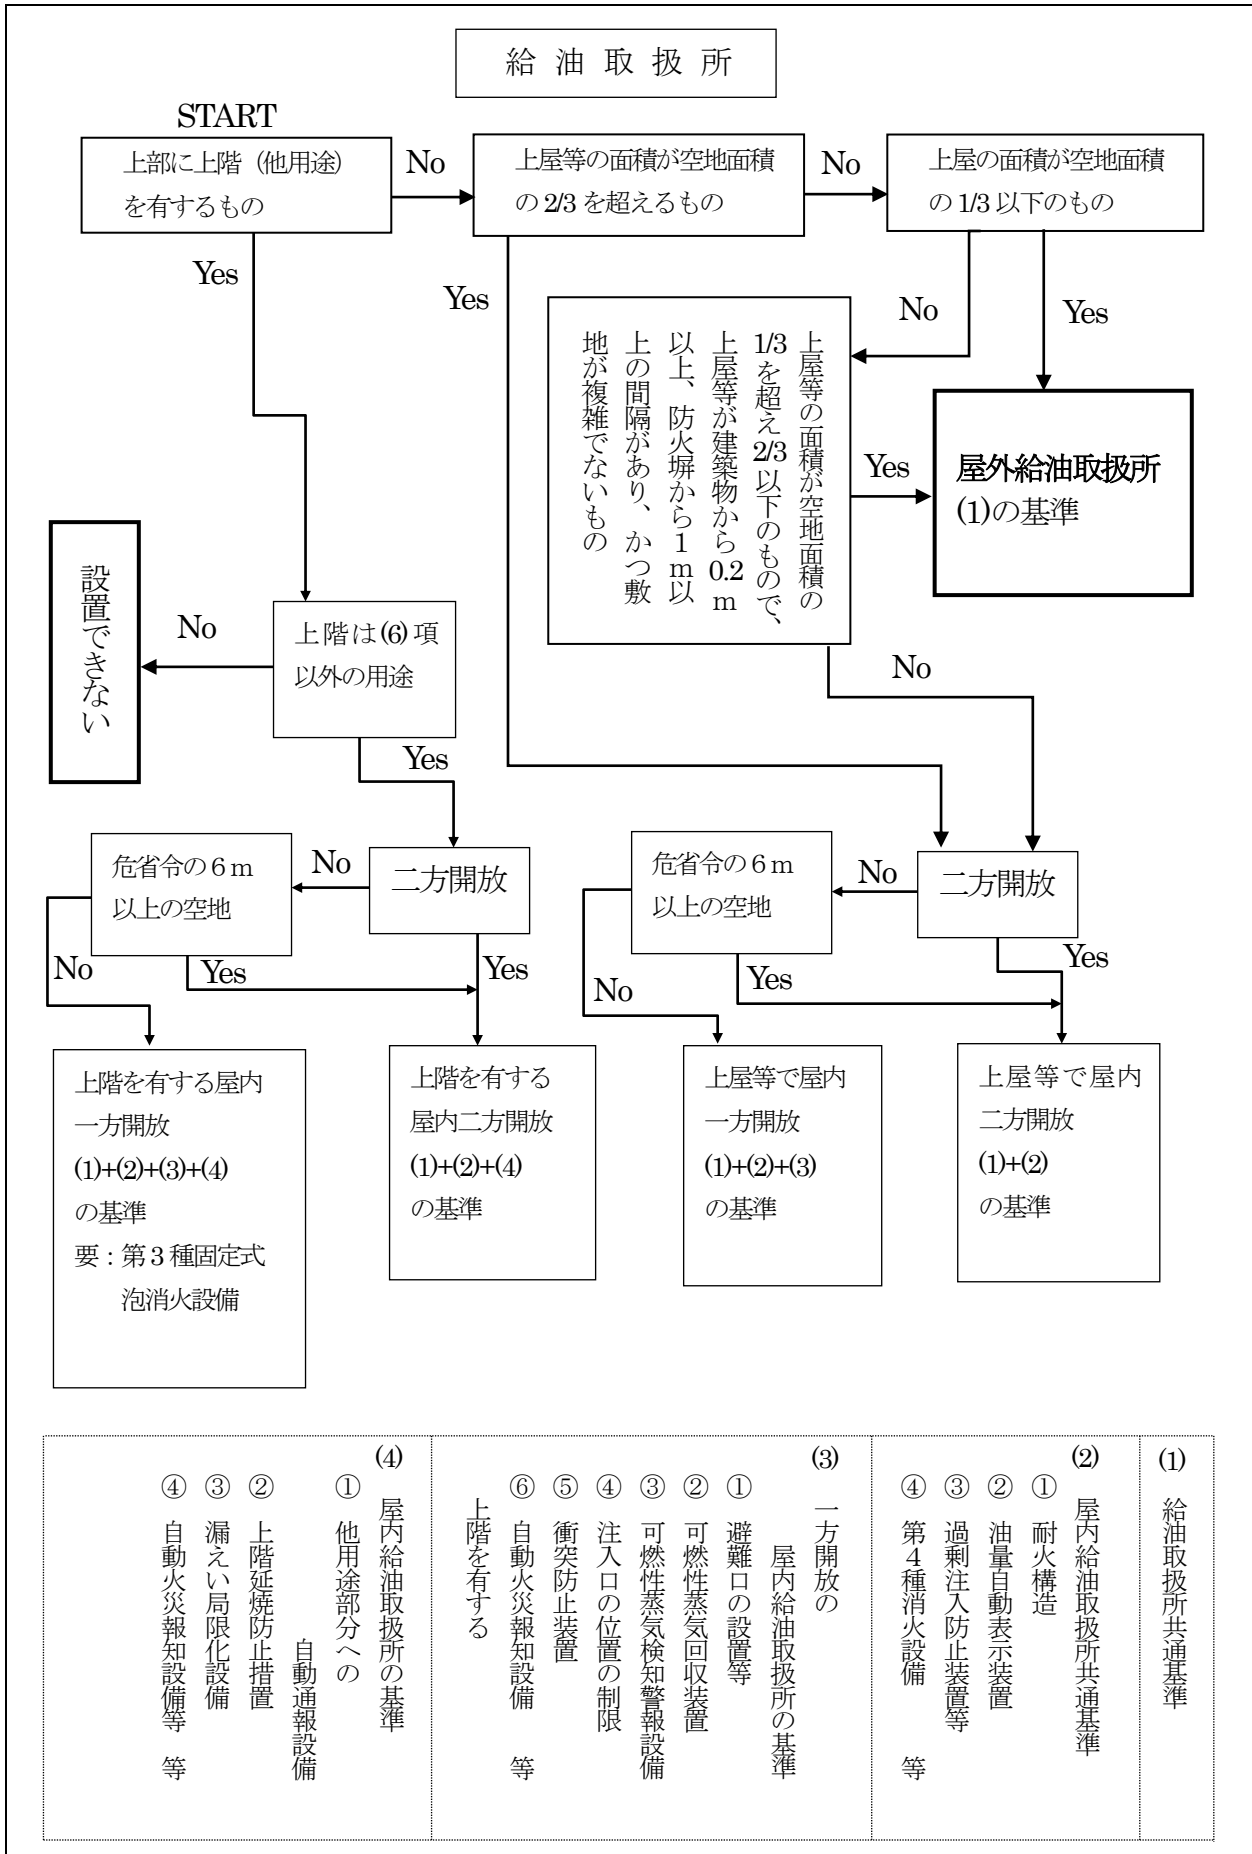 給油取扱所
START
上部に上階（他用途）
を有するもの
No
上屋等の面積が空地面積
の2/3を超えるもの
No
上屋の面積が空地面積
の1/3以下のもの
Yes
Yes
No
Yes
上屋等の面積が空地面積の
1/3を超え2/3以下のもので、
上屋等が建築物から0.2ｍ
以上、防火塀から1ｍ以
上の間隔があり、かつ敷
地が複雑でないもの
Yes
屋外給油取扱所
(1)の基準
設置できない
No
上階は(6)項
以外の用途
No
Yes
危省令の６ｍ
以上の空地
No
二方開放
危省令の６ｍ
以上の空地
No
二方開放
No
Yes
Yes
No
Yes
Yes
上階を有する屋内
一方開放
(1)+(2)+(3)+(4)
の基準
要：第３種固定式
泡消火設備
上階を有する
屋内二方開放
(1)+(2)+(4)
の基準
上屋等で屋内
一方開放
(1)+(2)+(3)
の基準
上屋等で屋内
二方開放
(1)+(2)
の基準
(1) 給油取扱所共通基準
(2) 屋内給油取扱所共通基準
① 耐火構造
② 油量自動表示装置
③ 過剰注入防止装置等
④ 第４種消火設備 等
(3) 一方開放の
屋内給油取扱所の基準
① 避難口の設置等
② 可燃性蒸気回収装置
③ 可燃性蒸気検知警報設備
④ 注入口の位置の制限
⑤ 衝突防止装置
⑥ 自動火災報知設備 等
上階を有する
(4) 屋内給油取扱所の基準
① 他用途部分への
自動通報設備
② 上階延焼防止措置
③ 漏えい局限化設備
④ 自動火災報知設備等 等